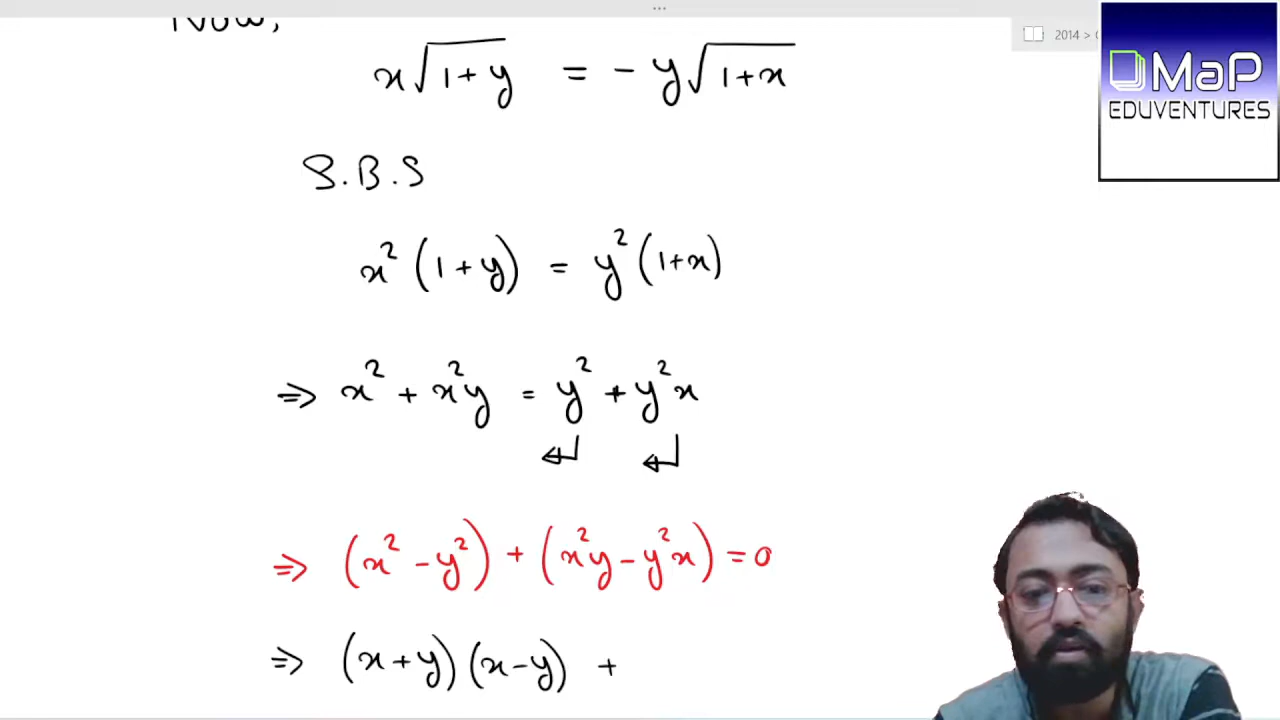 Now,
x√1+y = - y√1+x
S.B.S
x² (1+y) = y² (1+x)
⇒ x² + x²y = y² + y²x
⇒ (x² - y²) + (x²y - y²x) = 0
⇒ (x+y) (x-y) +
2014 >
MaP
EDUVENTURES